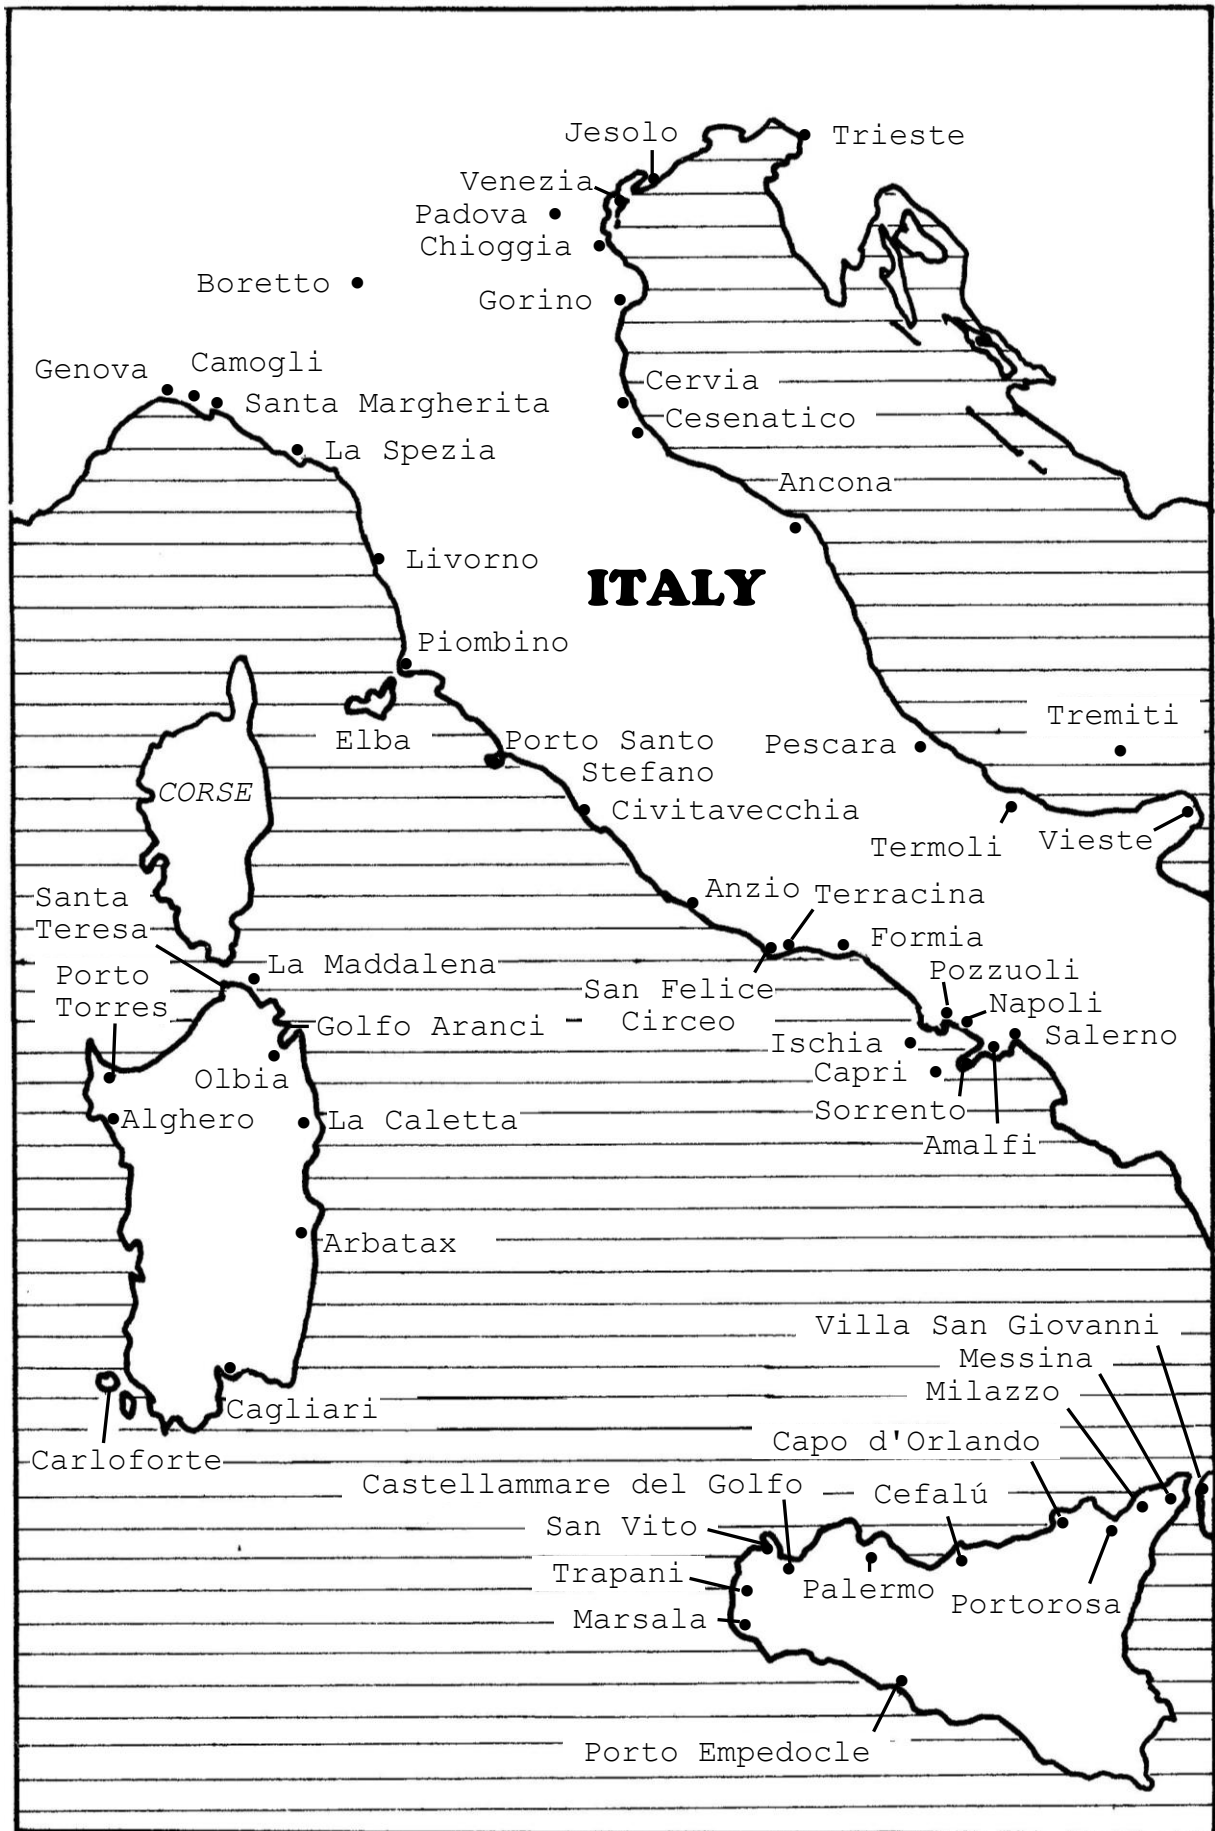 Jesolo
Trieste
Venezia
Padova
Chioggia
Boretto
Gorino
Genova
Camogli
Santa Margherita
Cervia
Cesenatico
La Spezia
Ancona
Livorno
ITALY
Piombino
Elba
Porto Santo
Stefano
Pescara
Tremiti
CORSE
Civitavecchia
Termoli
Vieste
Santa
Teresa
Anzio
Terracina
Formia
La Maddalena
Porto
Torres
San Felice
Circeo
Pozzuoli
Napoli
Salerno
Golfo Aranci
Ischia
Olbia
Capri
Sorrento
Alghero
La Caletta
Amalfi
Arbatax
Villa San Giovanni
Messina
Milazzo
Cagliari
Capo d'Orlando
Carloforte
Castellammare del Golfo
Cefalú
San Vito
Trapani
Palermo
Portorosa
Marsala
Porto Empedocle